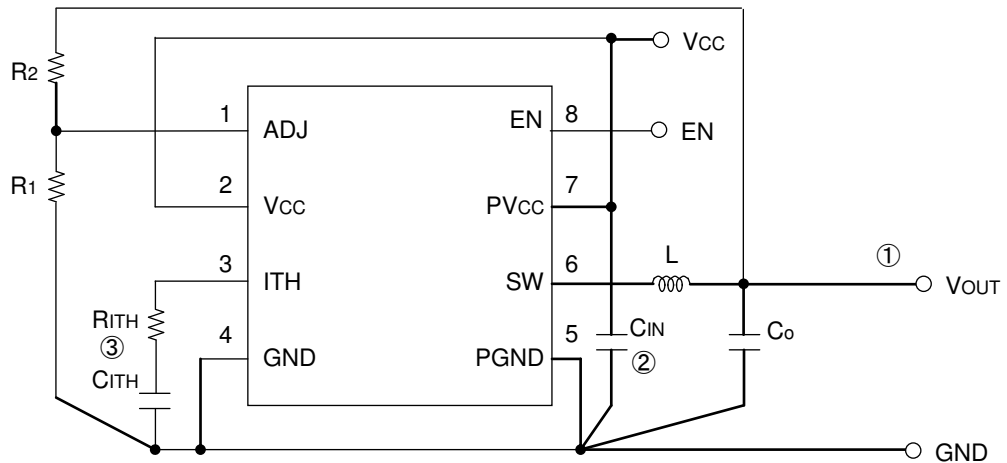 R2
R1
1
ADJ
2
VCC
3
ITH
4
GND
EN
8
PVCC
7
SW
6
PGND
5
RITH
③
CITH
VCC
EN
L
①
VOUT
CIN
②
Co
GND